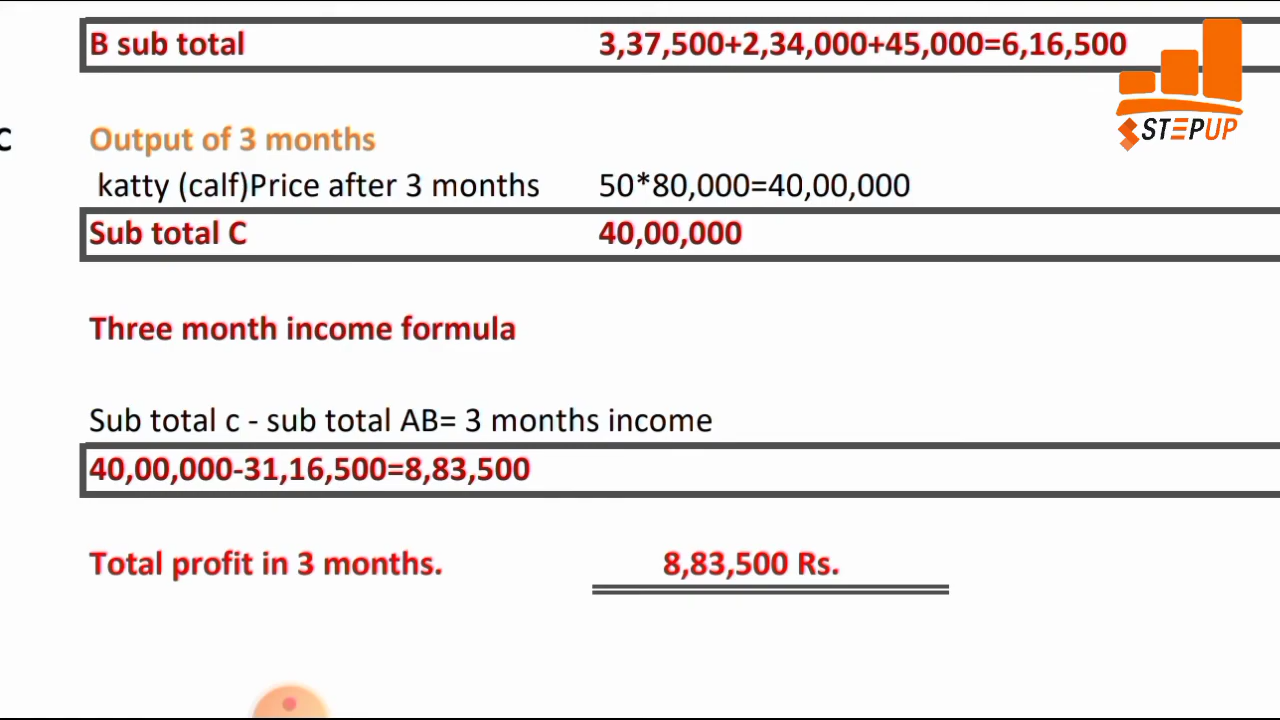 B sub total 3,37,500+2,34,000+45,000=6,16,500
STEPUP
C Output of 3 months
katty (calf)Price after 3 months 50*80,000=40,00,000
Sub total C 40,00,000
Three month income formula
Sub total c - sub total AB= 3 months income
40,00,000-31,16,500=8,83,500
Total profit in 3 months. 8,83,500 Rs.